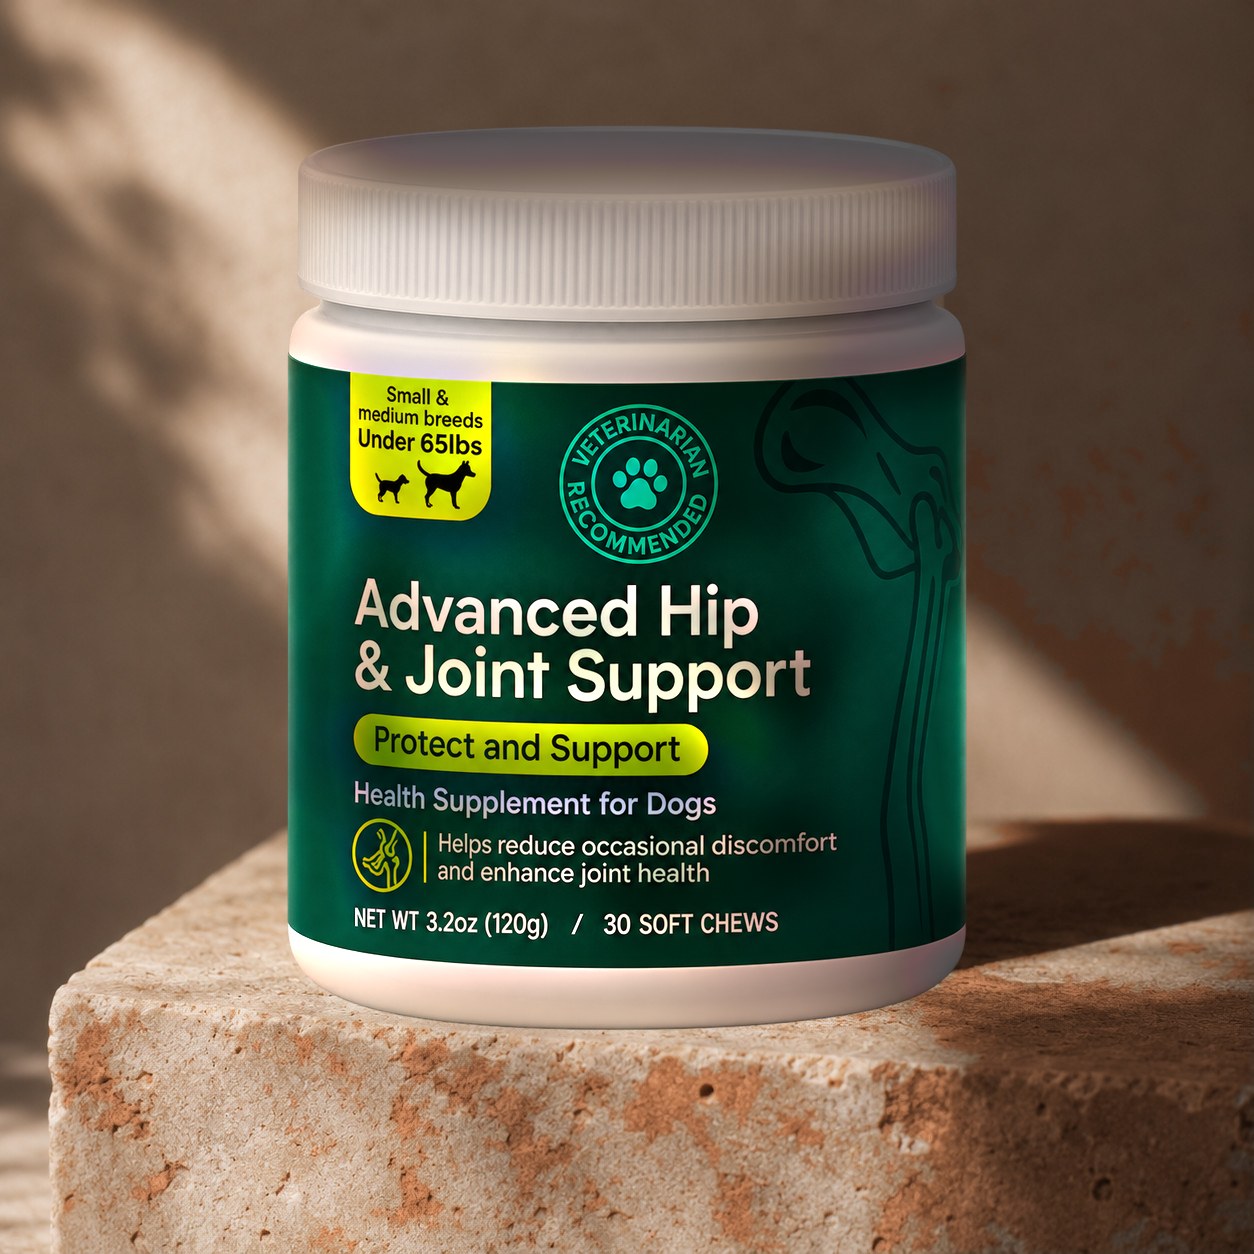 Small &
medium breeds
Under 65lbs
VETERINARIAN
RECOMMENDED
Advanced Hip
& Joint Support
Protect and Support
Health Supplement for Dogs
Helps reduce occasional discomfort
and enhance joint health
NET WT 3.2oz (120g) / 30 SOFT CHEWS